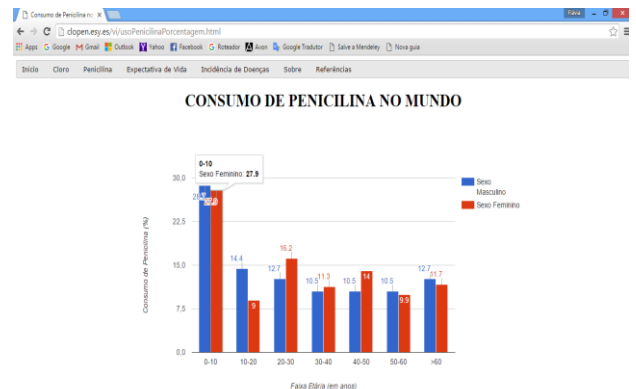 Consumo de Penicilina no
Flávia
clopen.esy.es/vi/usoPenicilinaPorcentagem.html
Apps Google Gmail Outlook Yahoo Facebook Roteador Avon Google Tradutor Salve a Mendeley Nova guia
Início Cloro Penicilina Expectativa de Vida Incidência de Doenças Sobre Referências
CONSUMO DE PENICILINA NO MUNDO
0-10
Sexo Feminino: 27.9
Sexo
Masculino
Sexo Feminino
Consumo de Penicilina (%)
30,0
22,5
15,0
7,5
0,0
27.9
14.4
9
12.7
16.2
10.5
11.3
10.5
14
10.5
9.9
12.7
11.7
0-10 10-20 20-30 30-40 40-50 50-60 >60
Faixa Etária (em anos)